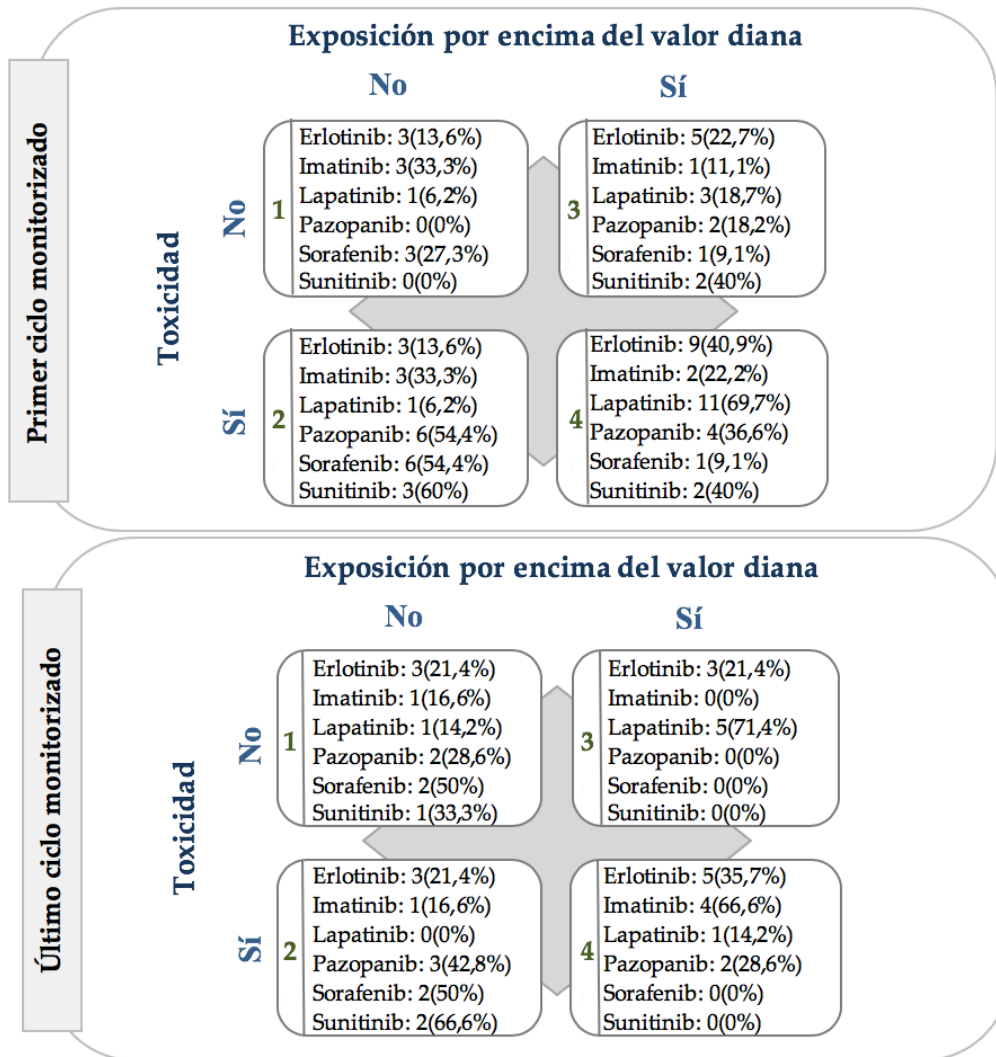 Primer ciclo monitorizado
Exposición por encima del valor diana
No
Sí
Toxicidad
No
1
Erlotinib: 3(13,6%)
Imatinib: 3(33,3%)
Lapatinib: 1(6,2%)
Pazopanib: 0(0%)
Sorafenib: 3(27,3%)
Sunitinib: 0(0%)
3
Erlotinib: 5(22,7%)
Imatinib: 1(11,1%)
Lapatinib: 3(18,7%)
Pazopanib: 2(18,2%)
Sorafenib: 1(9,1%)
Sunitinib: 2(40%)
Sí
2
Erlotinib: 3(13,6%)
Imatinib: 3(33,3%)
Lapatinib: 1(6,2%)
Pazopanib: 6(54,4%)
Sorafenib: 6(54,4%)
Sunitinib: 3(60%)
4
Erlotinib: 9(40,9%)
Imatinib: 2(22,2%)
Lapatinib: 11(69,7%)
Pazopanib: 4(36,6%)
Sorafenib: 1(9,1%)
Sunitinib: 2(40%)
Último ciclo monitorizado
Exposición por encima del valor diana
No
Sí
Toxicidad
No
1
Erlotinib: 3(21,4%)
Imatinib: 1(16,6%)
Lapatinib: 1(14,2%)
Pazopanib: 2(28,6%)
Sorafenib: 2(50%)
Sunitinib: 1(33,3%)
3
Erlotinib: 3(21,4%)
Imatinib: 0(0%)
Lapatinib: 5(71,4%)
Pazopanib: 0(0%)
Sorafenib: 0(0%)
Sunitinib: 0(0%)
Sí
2
Erlotinib: 3(21,4%)
Imatinib: 1(16,6%)
Lapatinib: 0(0%)
Pazopanib: 3(42,8%)
Sorafenib: 2(50%)
Sunitinib: 2(66,6%)
4
Erlotinib: 5(35,7%)
Imatinib: 4(66,6%)
Lapatinib: 1(14,2%)
Pazopanib: 2(28,6%)
Sorafenib: 0(0%)
Sunitinib: 0(0%)